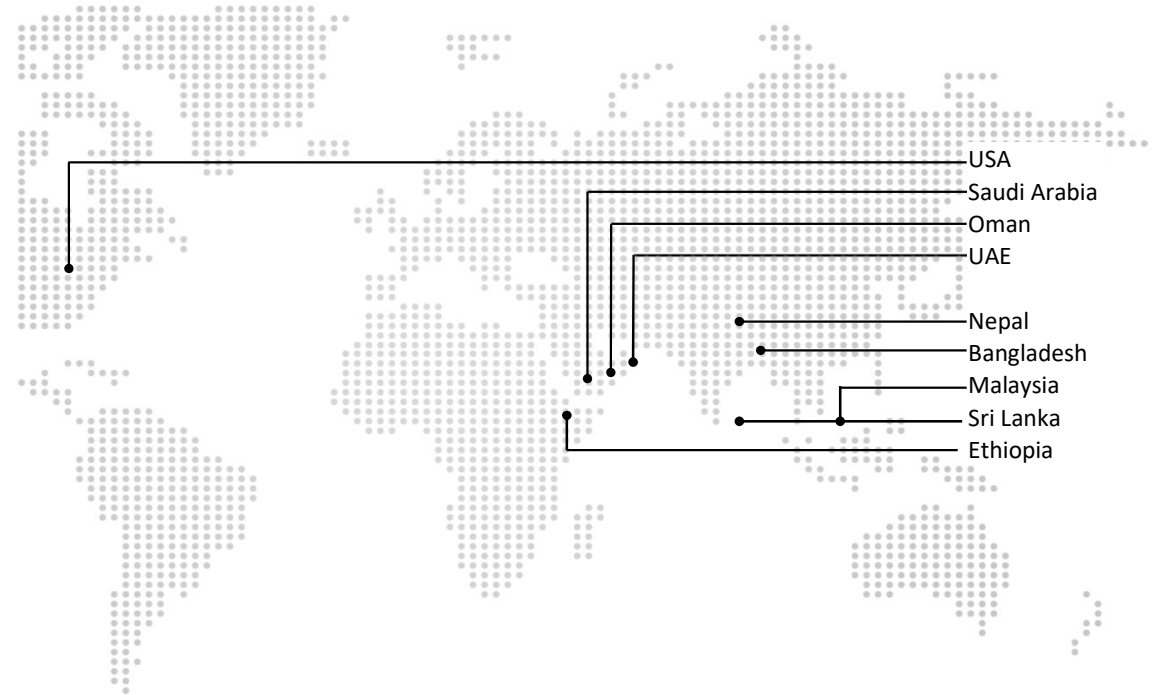 USA
Saudi Arabia
Oman
UAE
Nepal
Bangladesh
Malaysia
Sri Lanka
Ethiopia